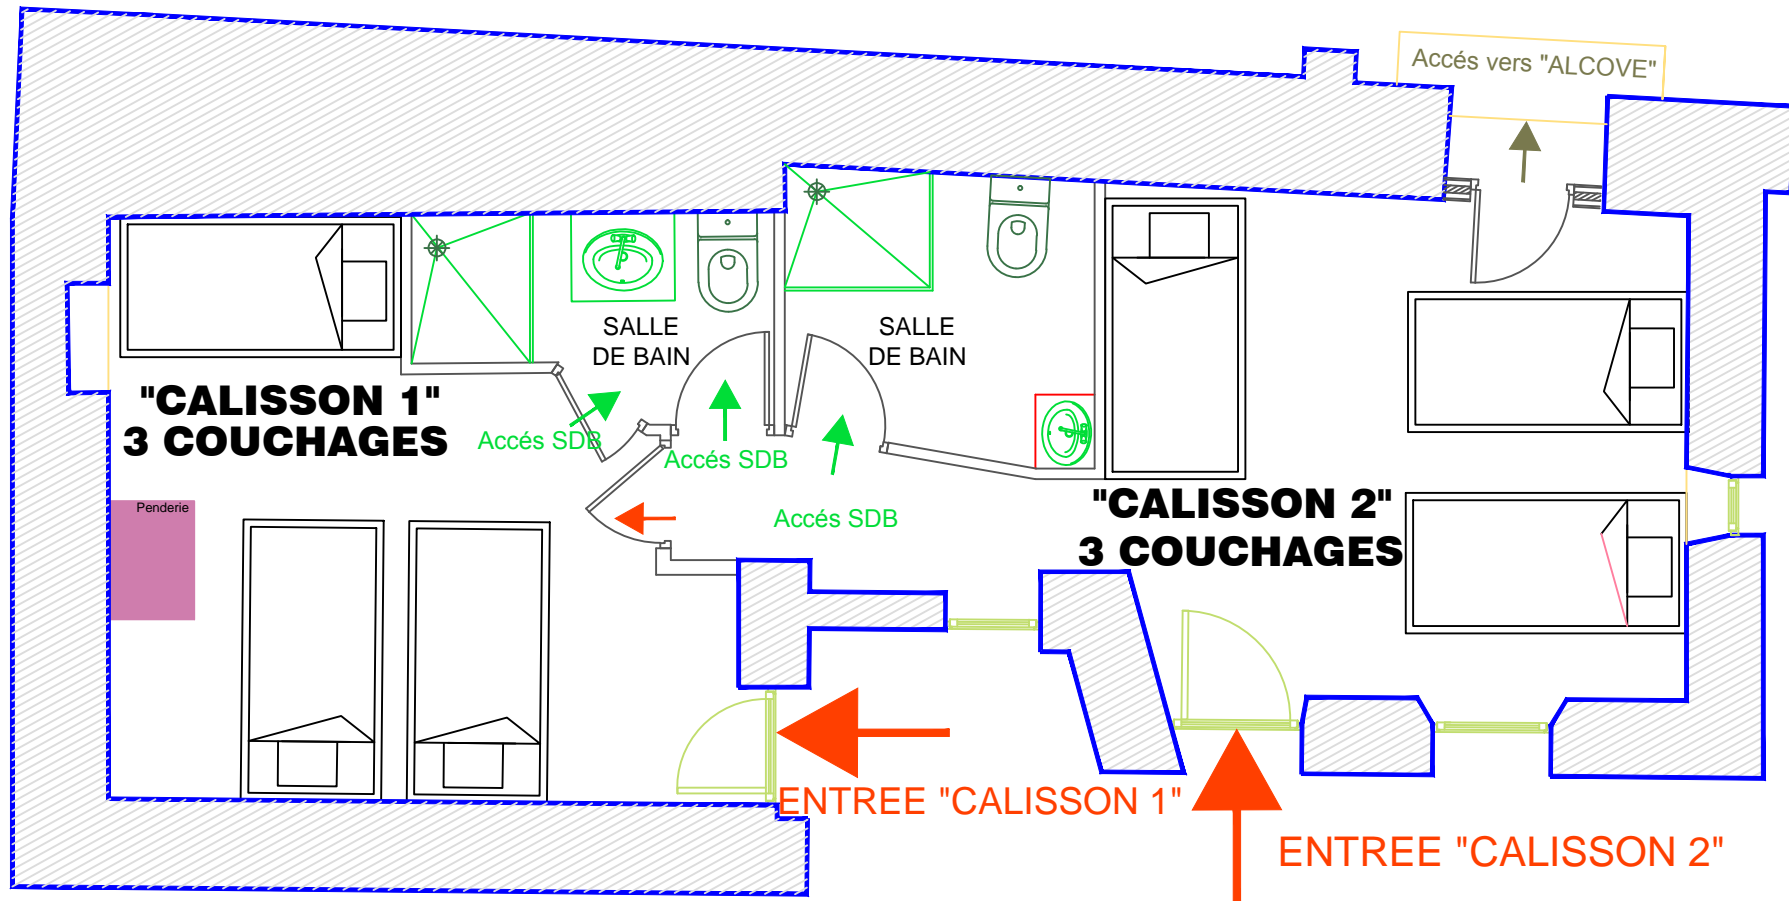 Accés vers "ALCOVE"
SALLE
DE BAIN
SALLE
DE BAIN
"CALISSON 1"
3 COUCHAGES
Accés SDB
Accés SDB
Accés SDB
Penderie
"CALISSON 2"
3 COUCHAGES
ENTREE "CALISSON 1"
ENTREE "CALISSON 2"